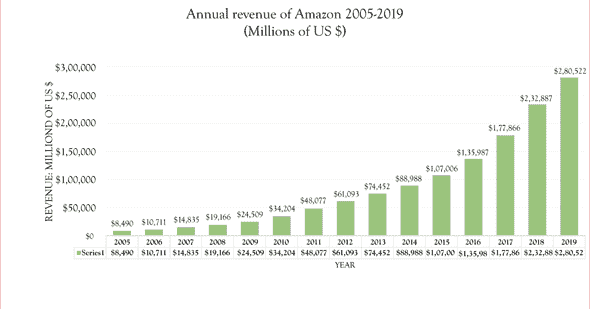 Annual revenue of Amazon 2005-2019
(Millions of US $)
REVENUE: MILLIOND OF US $
$3,00,000
$2,50,000
$2,00,000
$1,50,000
$1,00,000
$50,000
$0
$8,490 $10,711 $14,835 $19,166 $24,509 $34,204 $48,077 $61,093 $74,452 $88,988 $1,07,006 $1,35,987 $1,77,866 $2,32,887 $2,80,522
2005 2006 2007 2008 2009 2010 2011 2012 2013 2014 2015 2016 2017 2018 2019
Series1 $8,490 $10,711 $14,835 $19,166 $24,509 $34,204 $48,077 $61,093 $74,452 $88,988 $1,07,00 $1,35,98 $1,77,86 $2,32,88 $2,80,52
YEAR